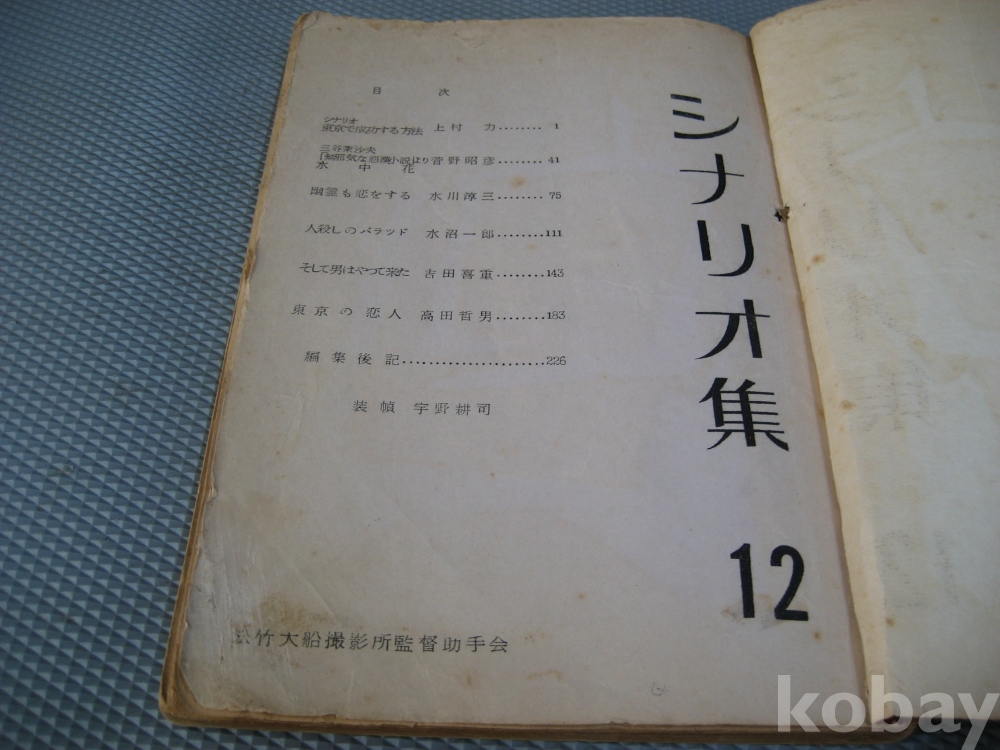 目 次
シナリオ
東京で成功する方法 上村 力........ 1
三谷茉沙夫
「無邪気な悪魔小説」より 菅野昭彦........ 41
水 中 花
幽霊も恋をする 水川淳三........ 75
人殺しのバラッド 水沼一郎........111
そして男はやつて来た 吉田喜重........143
東京の恋人 高田哲男........183
編集後記......................226
装幀 宇野耕司
シナリオ集
12
松竹大船撮影所監督助手会
kobay